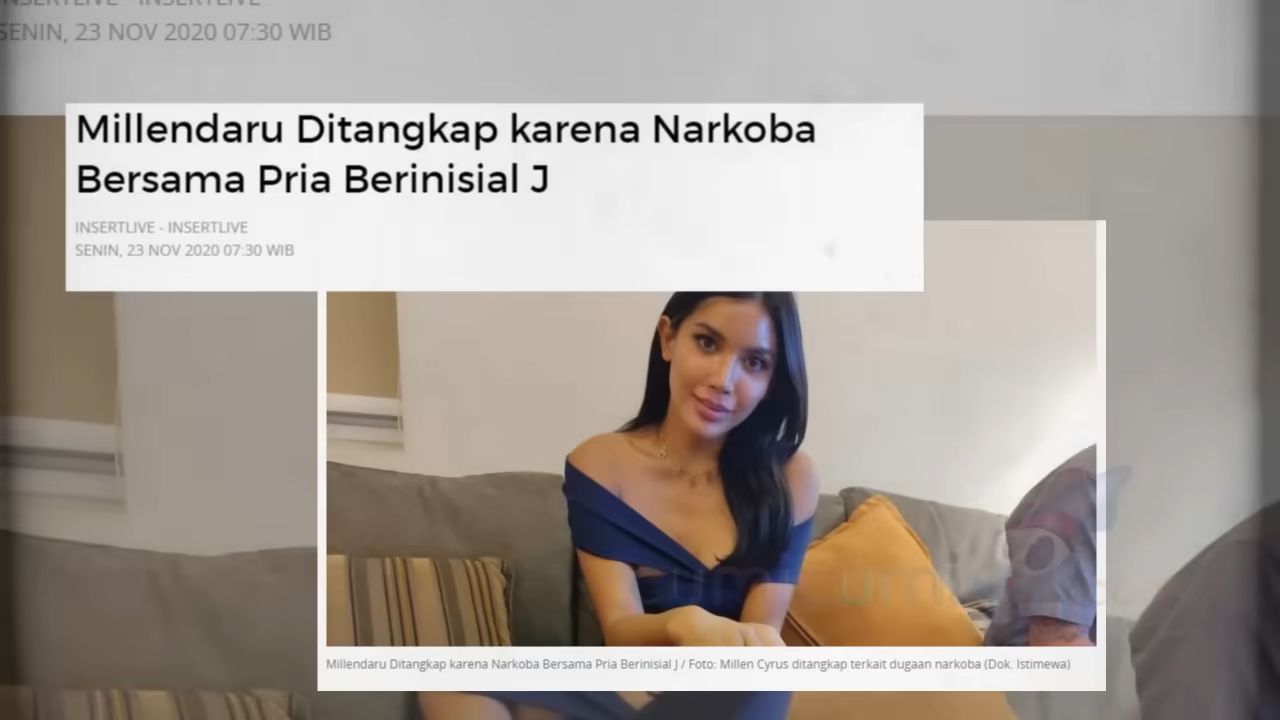 INSERTLIVE - INSERTLIVE
SENIN, 23 NOV 2020 07:30 WIB
Millendaru Ditangkap karena Narkoba
Bersama Pria Berinisial J
INSERTLIVE - INSERTLIVE
SENIN, 23 NOV 2020 07:30 WIB
Millendaru Ditangkap karena Narkoba Bersama Pria Berinisial J / Foto: Millen Cyrus ditangkap terkait dugaan narkoba (Dok. Istimewa)